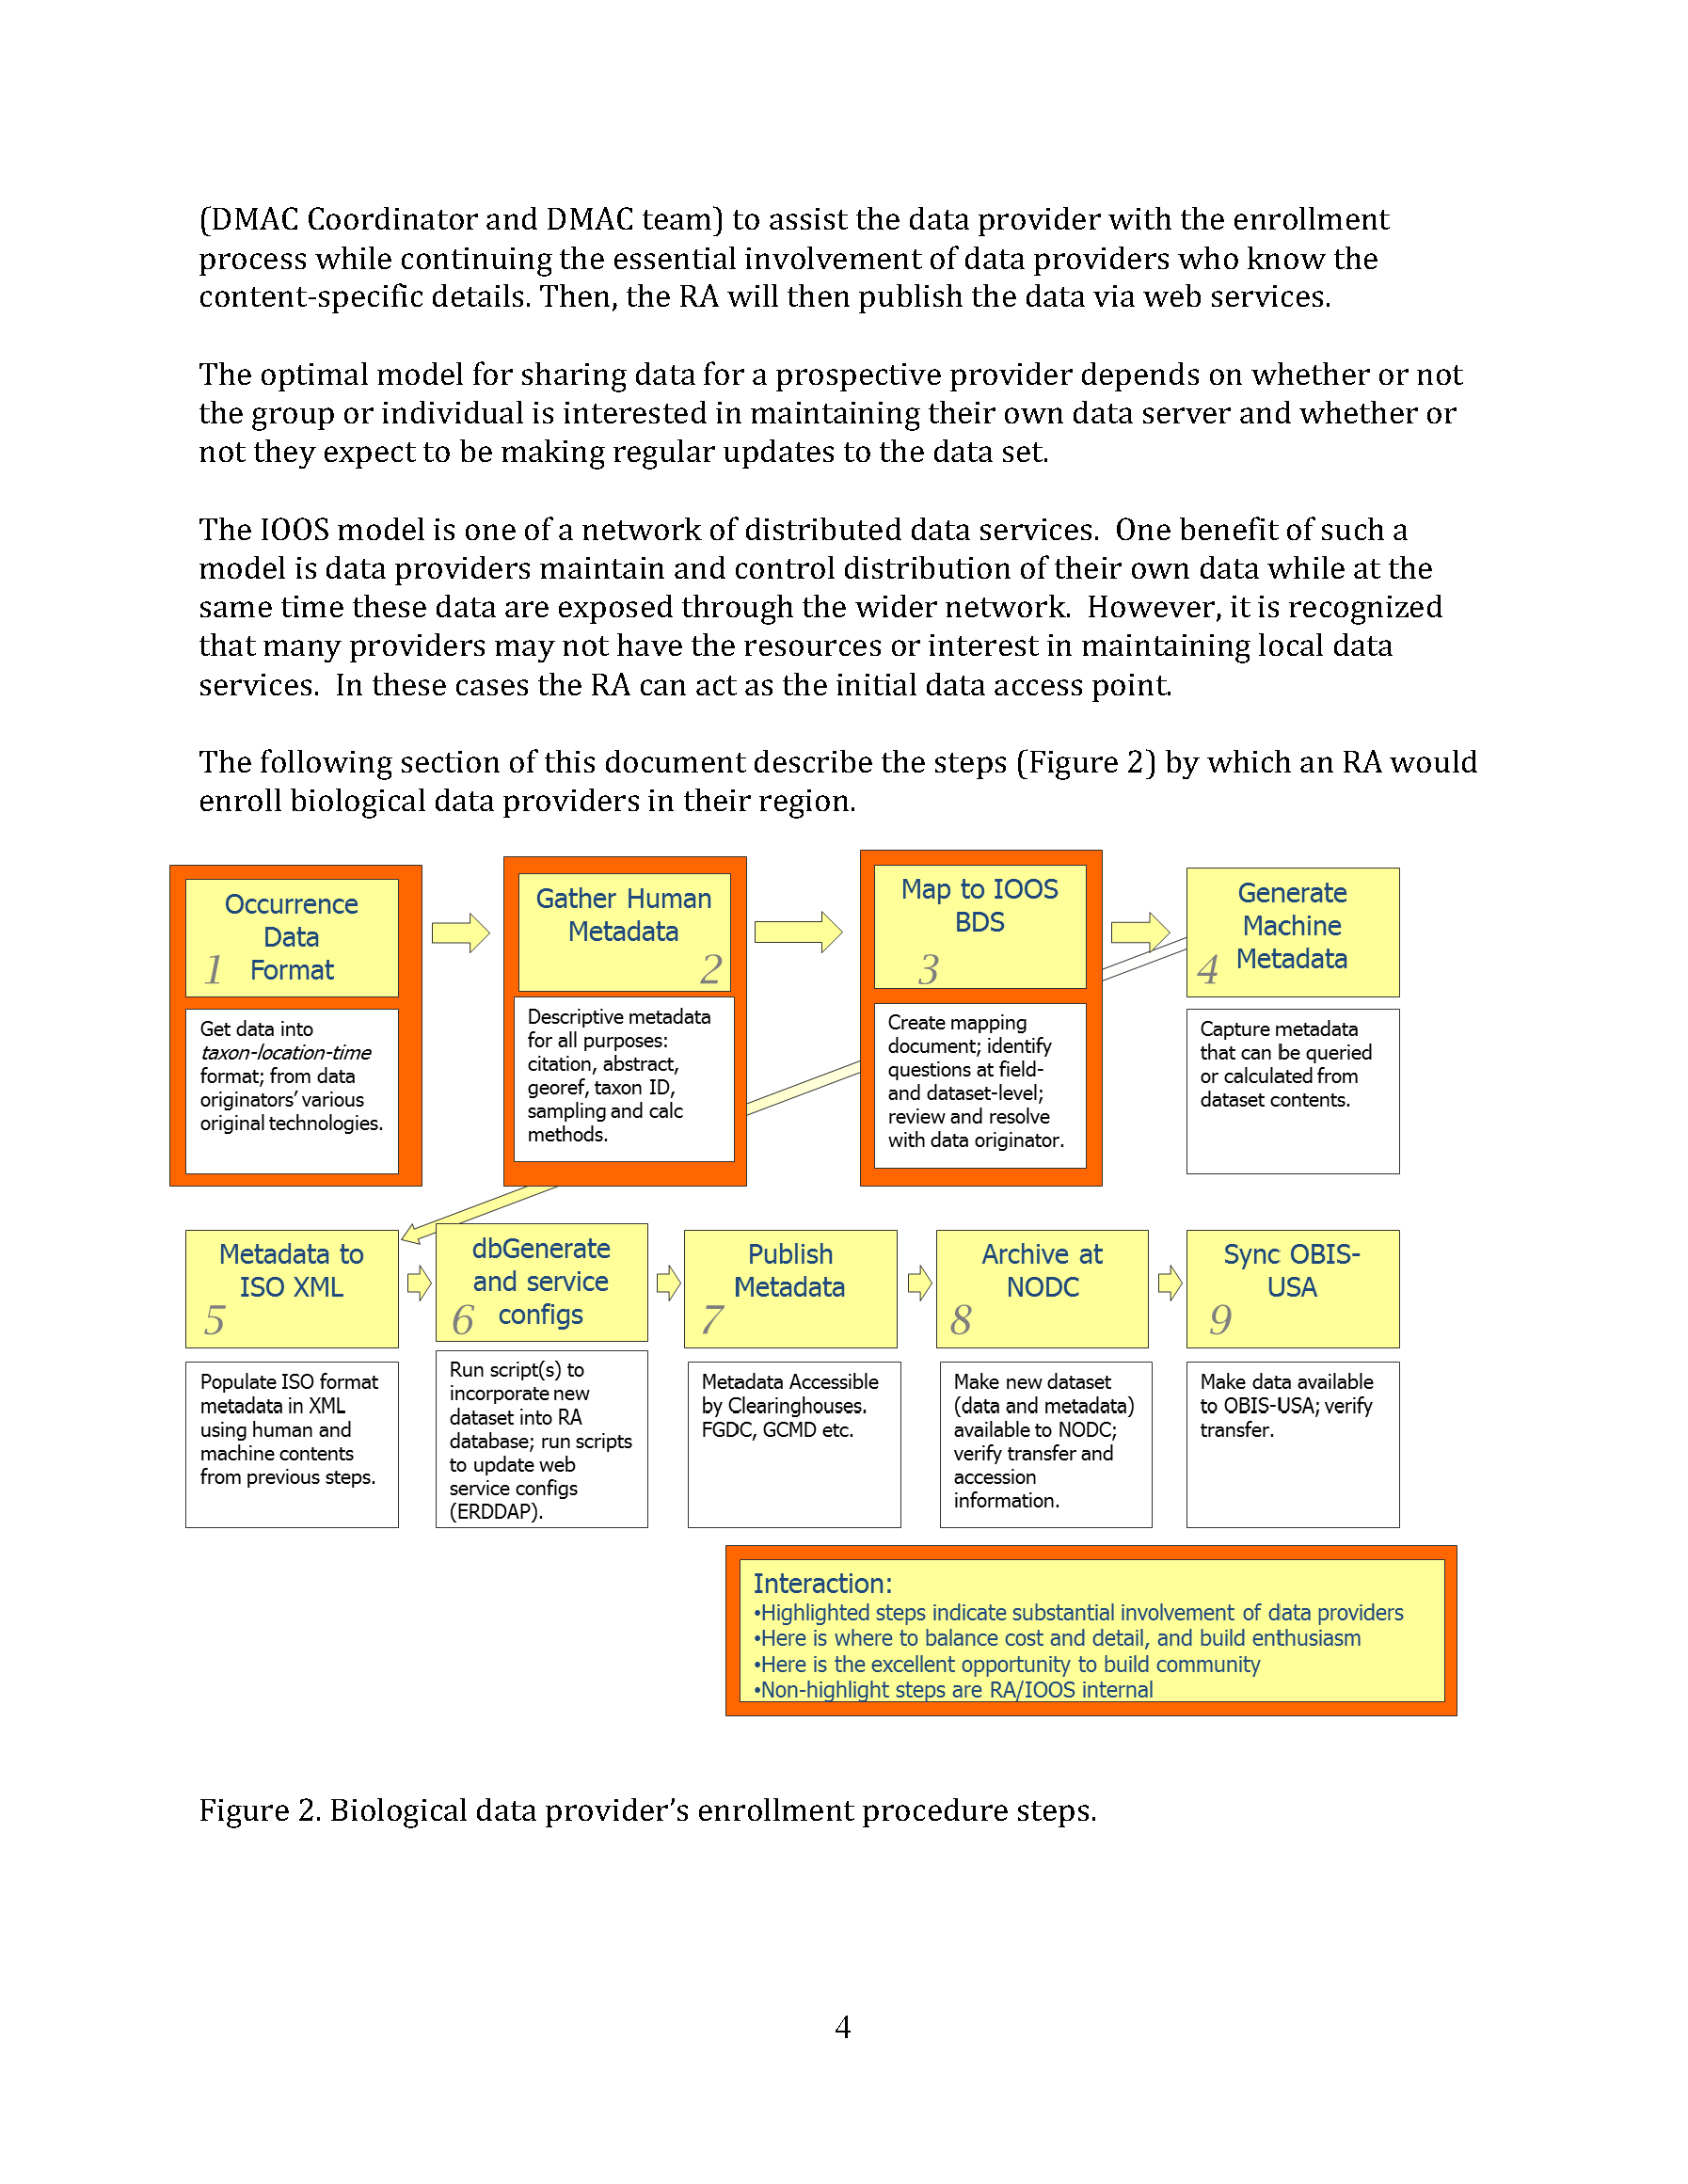 (DMAC Coordinator and DMAC team) to assist the data provider with the enrollment
process while continuing the essential involvement of data providers who know the
content-specific details. Then, the RA will then publish the data via web services.
The optimal model for sharing data for a prospective provider depends on whether or not
the group or individual is interested in maintaining their own data server and whether or
not they expect to be making regular updates to the data set.
The IOOS model is one of a network of distributed data services.  One benefit of such a
model is data providers maintain and control distribution of their own data while at the
same time these data are exposed through the wider network.  However, it is recognized
that many providers may not have the resources or interest in maintaining local data
services.  In these cases the RA can act as the initial data access point.
The following section of this document describe the steps (Figure 2) by which an RA would
enroll biological data providers in their region.
Occurrence
Data
Format
1
Get data into
taxon-location-time
format; from data
originators' various
original technologies.
Gather Human
Metadata
2
Descriptive metadata
for all purposes:
citation, abstract,
georef, taxon ID,
sampling and calc
methods.
Map to IOOS
BDS
3
Create mapping
document; identify
questions at field-
and dataset-level;
review and resolve
with data originator.
Generate
Machine
Metadata
4
Capture metadata
that can be queried
or calculated from
dataset contents.
Metadata to
ISO XML
5
Populate ISO format
metadata in XML
using human and
machine contents
from previous steps.
dbGenerate
and service
configs
6
Run script(s) to
incorporate new
dataset into RA
database; run scripts
to update web
service configs
(ERDDAP).
Publish
Metadata
7
Metadata Accessible
by Clearinghouses.
FGDC, GCMD etc.
Archive at
NODC
8
Make new dataset
(data and metadata)
available to NODC;
verify transfer and
accession
information.
Sync OBIS-
USA
9
Make data available
to OBIS-USA; verify
transfer.
Interaction:
•Highlighted steps indicate substantial involvement of data providers
•Here is where to balance cost and detail, and build enthusiasm
•Here is the excellent opportunity to build community
•Non-highlight steps are RA/IOOS internal
Figure 2. Biological data provider's enrollment procedure steps.
4